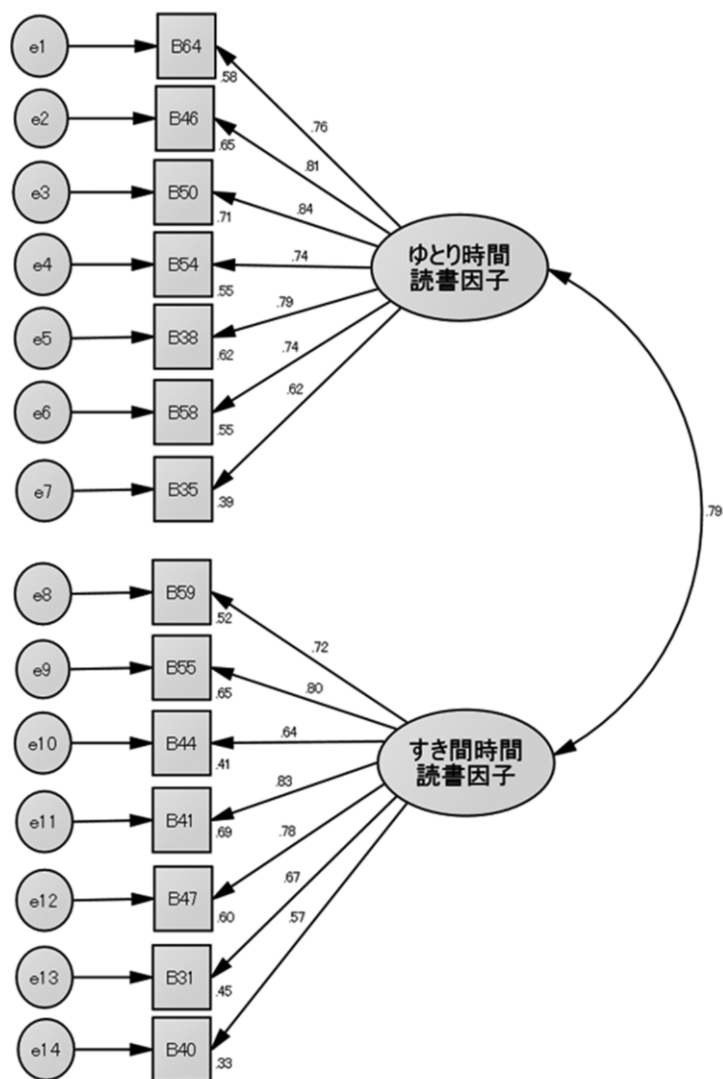 e1
B64
.58
.76
e2
B46
.65
.81
e3
B50
.71
.84
ゆとり時間
読書因子
e4
B54
.55
.74
e5
B38
.62
.79
e6
B58
.55
.74
e7
B35
.39
.62
.79
e8
B59
.52
.72
e9
B55
.65
.80
e10
B44
.41
.64
すき間時間
読書因子
e11
B41
.69
.83
e12
B47
.60
.78
e13
B31
.45
.67
e14
B40
.33
.57